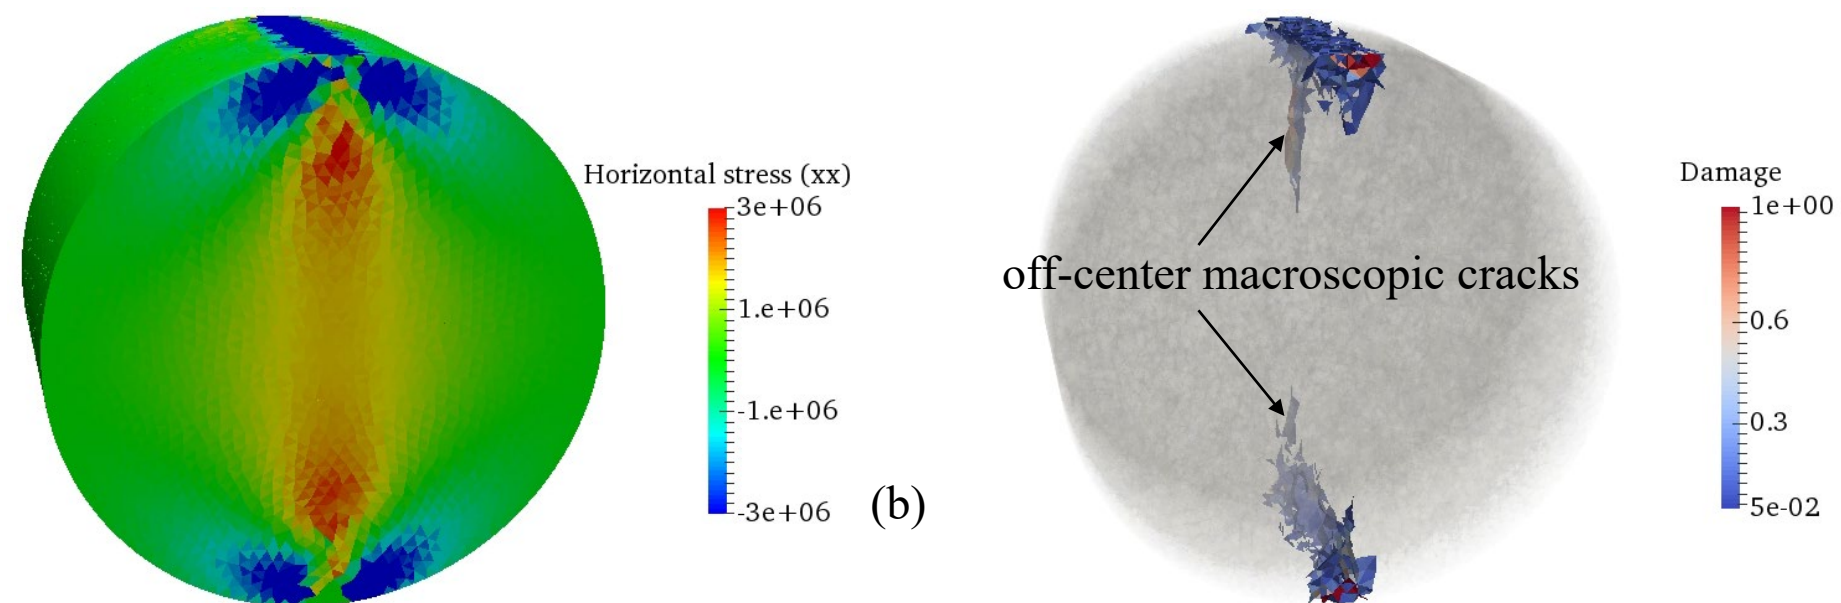 Horizontal stress (xx)
3e+06
1.e+06
-1.e+06
-3e+06
(b)
off-center macroscopic cracks
Damage
1e+00
0.6
0.3
5e-02